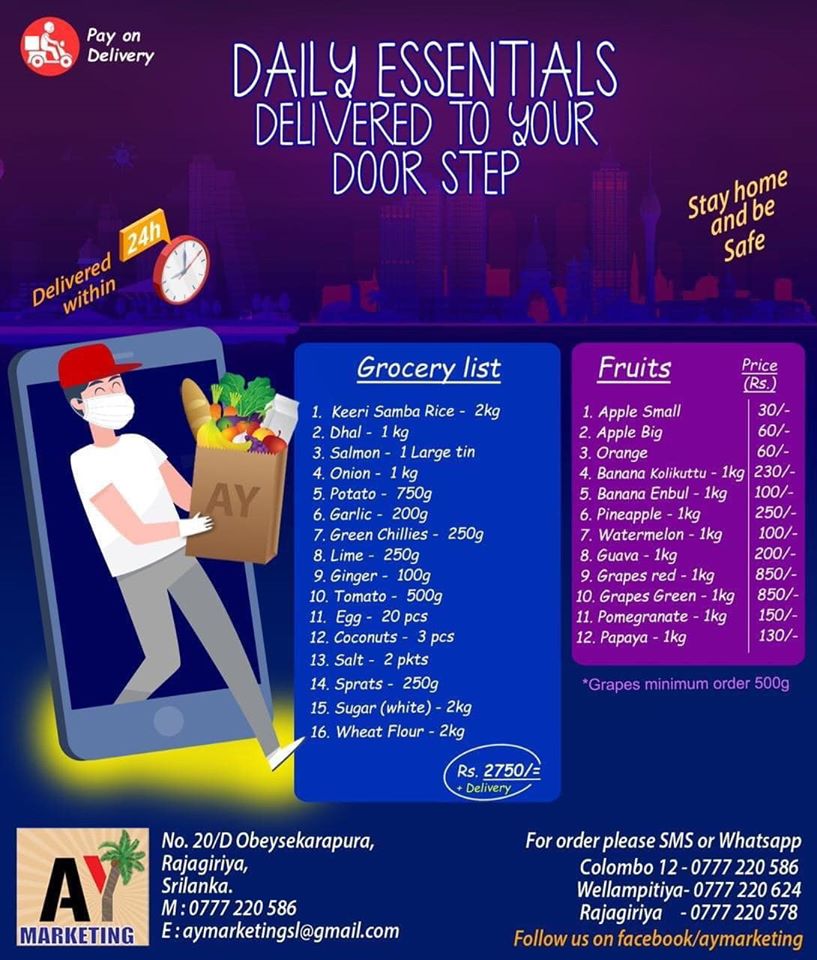 Pay on
Delivery
DAILY ESSENTIALS
DELIVERED TO YOUR
DOOR STEP
Stay home
and be
Safe
24h
Delivered
within
AY
Grocery list
1. Keeri Samba Rice - 2kg
2. Dhal - 1 kg
3. Salmon - 1 Large tin
4. Onion - 1 kg
5. Potato - 750g
6. Garlic - 200g
7. Green Chillies - 250g
8. Lime - 250g
9. Ginger - 100g
10. Tomato - 500g
11. Egg - 20 pcs
12. Coconuts - 3 pcs
13. Salt - 2 pkts
14. Sprats - 250g
15. Sugar (white) - 2kg
16. Wheat Flour - 2kg
Rs. 2750/=
+ Delivery
Fruits Price
(Rs.)
1. Apple Small 30/-
2. Apple Big 60/-
3. Orange 60/-
4. Banana Kolikuttu - 1kg 230/-
5. Banana Enbul - 1kg 100/-
6. Pineapple - 1kg 250/-
7. Watermelon - 1kg 100/-
8. Guava - 1kg 200/-
9. Grapes red - 1kg 850/-
10. Grapes Green - 1kg 850/-
11. Pomegranate - 1kg 150/-
12. Papaya - 1kg 130/-
*Grapes minimum order 500g
AY
MARKETING
No. 20/D Obeysekarapura,
Rajagiriya,
Srilanka.
M : 0777 220 586
E : aymarketingsl@gmail.com
For order please SMS or Whatsapp
Colombo 12 - 0777 220 586
Wellampitiya- 0777 220 624
Rajagiriya - 0777 220 578
Follow us on facebook/aymarketing